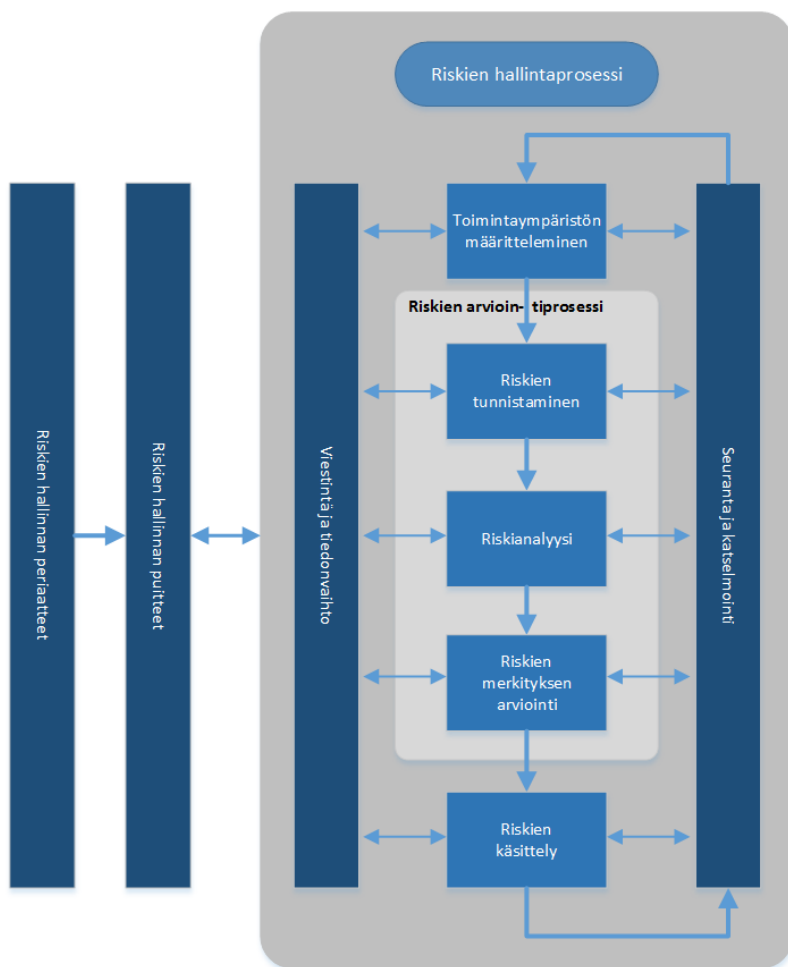 Riskien hallintaprosessi
Riskien hallinnan periaatteet
Riskien hallinnan puitteet
Viestintä ja tiedonvaihto
Toimintaympäristön
määritteleminen
Riskien arvioin- tiprosessi
Riskien
tunnistaminen
Riskianalyysi
Riskien
merkityksen
arviointi
Riskien
käsittely
Seuranta ja katselmointi